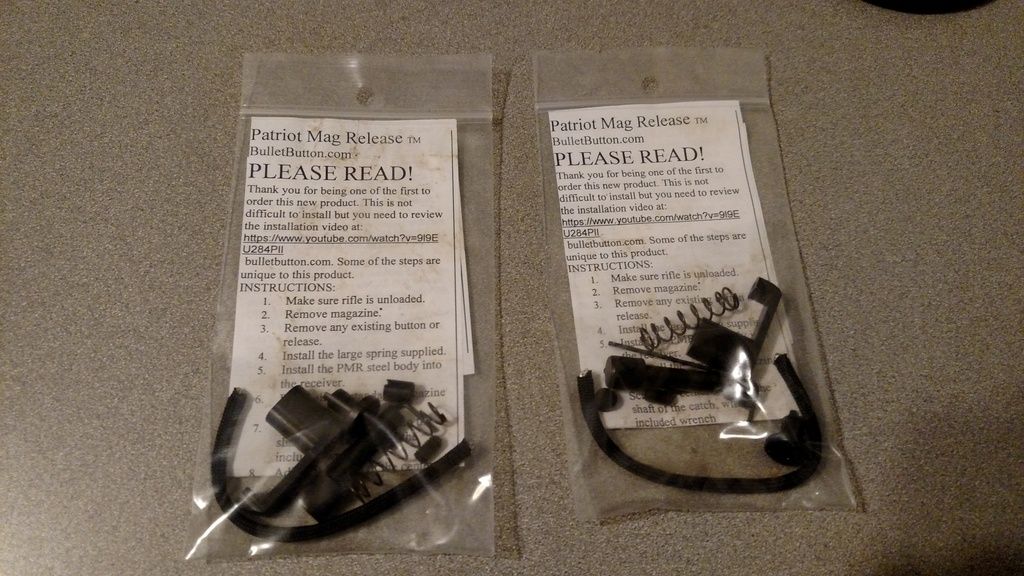 Patriot Mag Release TM
BulletButton.com
PLEASE READ!
Thank you for being one of the first to
order this new product. This is not
difficult to install but you need to review
the installation video at:
https://www.youtube.com/watch?v=9I9E
U284PII
bulletbutton.com. Some of the steps are
unique to this product.
INSTRUCTIONS:
1. Make sure rifle is unloaded.
2. Remove magazine.
3. Remove any existing button or
release.
4. Install the large spring supplied.
5. Install the PMR steel body into
the receiver.
6.
7.
8.
Patriot Mag Release TM
BulletButton.com
PLEASE READ!
Thank you for being one of the first to
order this new product. This is not
difficult to install but you need to review
the installation video at:
https://www.youtube.com/watch?v=9I9E
U284PII
bulletbutton.com. Some of the steps are
unique to this product.
INSTRUCTIONS:
1. Make sure rifle is unloaded.
2. Remove magazine.
3. Remove any existing
release.
4.
5.
shaft of the catch,
included wrench